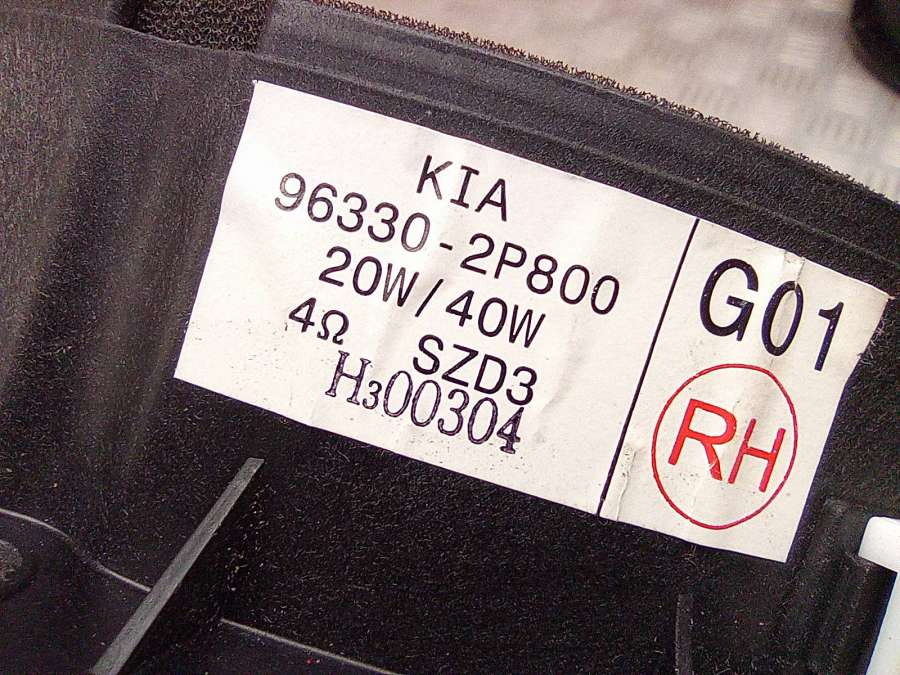 KIA
96330-2P800
20W/40W
4Ω SZD3
H300304
G01
RH